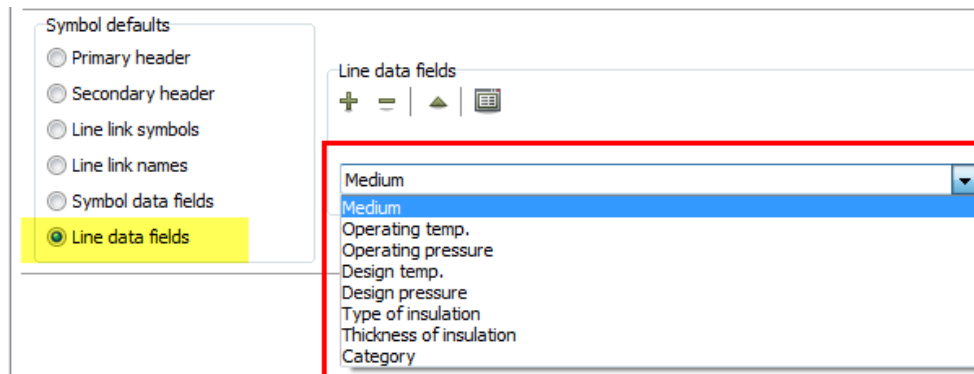 Symbol defaults
Primary header
Secondary header
Line link symbols
Line link names
Symbol data fields
Line data fields
Line data fields
Medium
Medium
Operating temp.
Operating pressure
Design temp.
Design pressure
Type of insulation
Thickness of insulation
Category